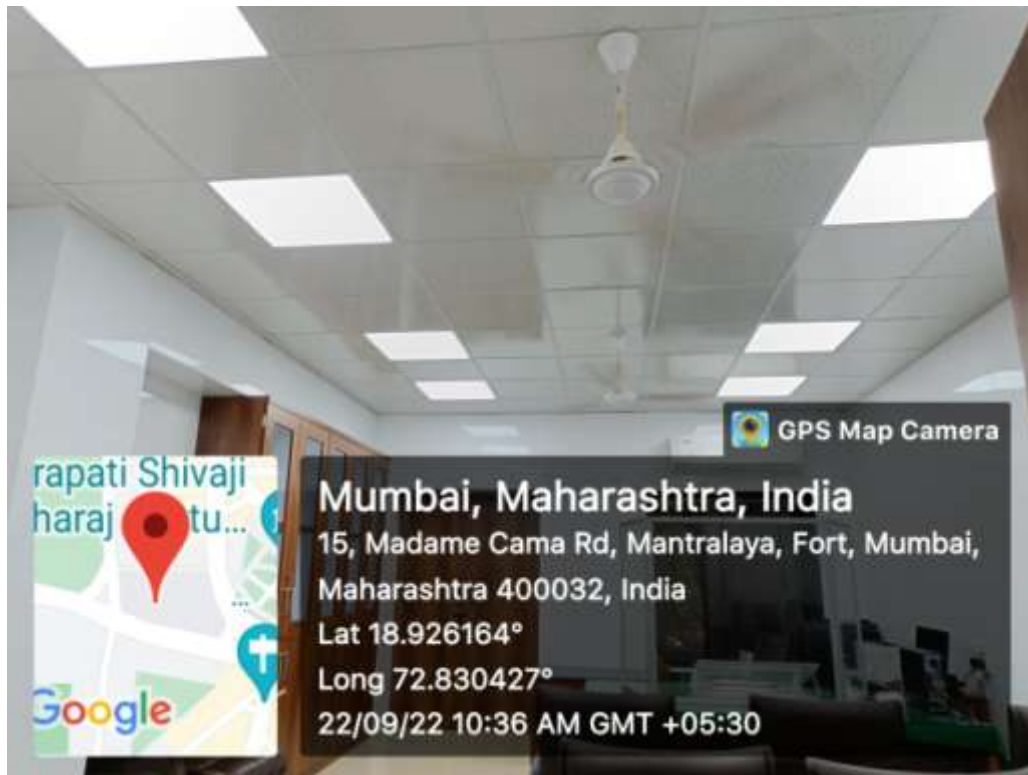 GPS Map Camera
rapati Shivaji
haraj
tu...
Mumbai, Maharashtra, India
15, Madame Cama Rd, Mantralaya, Fort, Mumbai,
Maharashtra 400032, India
Lat 18.926164°
Long 72.830427°
22/09/22 10:36 AM GMT +05:30
Google